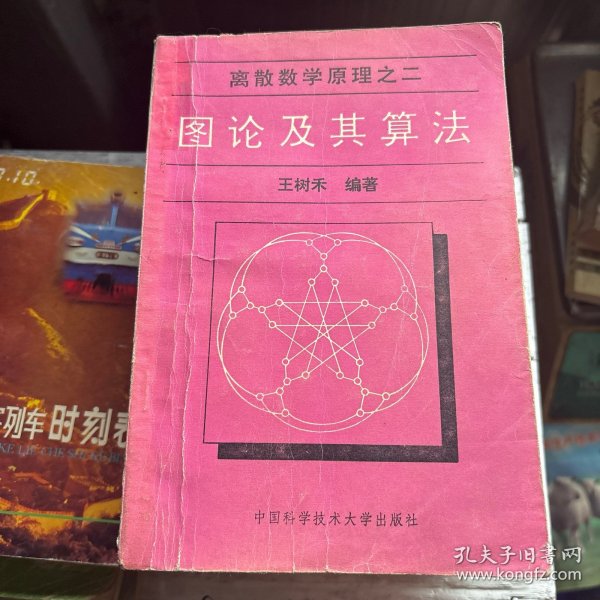 离散数学原理之二
图论及其算法
王树禾 编著
中国科学技术大学出版社
.10.
列车时刻表
孔夫子旧书网
www.kongfz.com